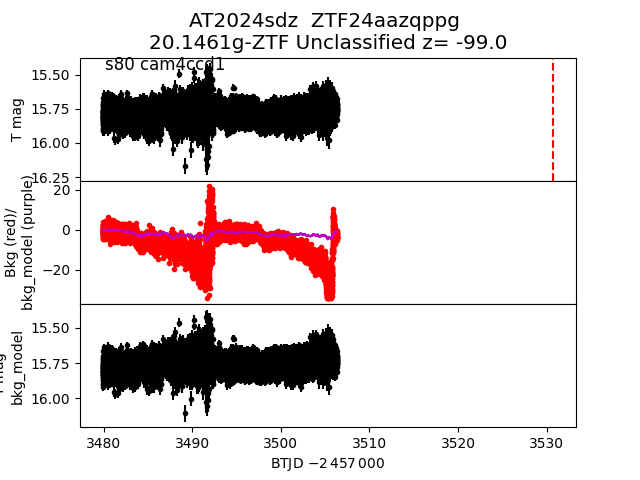 AT2024sdz ZTF24aazqppg
20.1461g-ZTF Unclassified z= -99.0
s80 cam4ccd1
T mag
15.50
15.75
16.00
16.25
Bkg (red)/
bkg_model (purple)
20
0
−20
bkg_model
15.50
15.75
16.00
3480 3490 3500 3510 3520 3530
BTJD −2 457 000